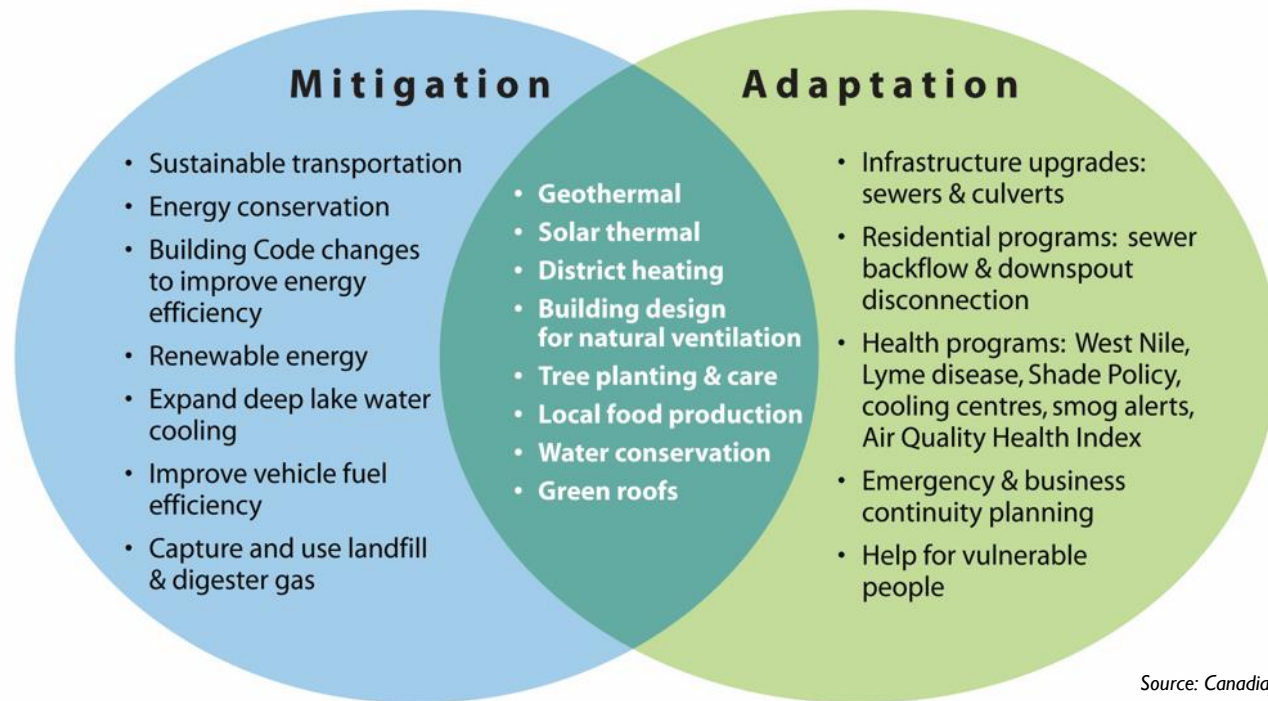 Mitigation
• Sustainable transportation
• Energy conservation
• Building Code changes
to improve energy
efficiency
• Renewable energy
• Expand deep lake water
cooling
• Improve vehicle fuel
efficiency
• Capture and use landfill
& digester gas
• Geothermal
• Solar thermal
• District heating
• Building design
for natural ventilation
• Tree planting & care
• Local food production
• Water conservation
• Green roofs
Adaptation
• Infrastructure upgrades:
sewers & culverts
• Residential programs: sewer
backflow & downspout
disconnection
• Health programs: West Nile,
Lyme disease, Shade Policy,
cooling centres, smog alerts,
Air Quality Health Index
• Emergency & business
continuity planning
• Help for vulnerable
people
Source: Canadia